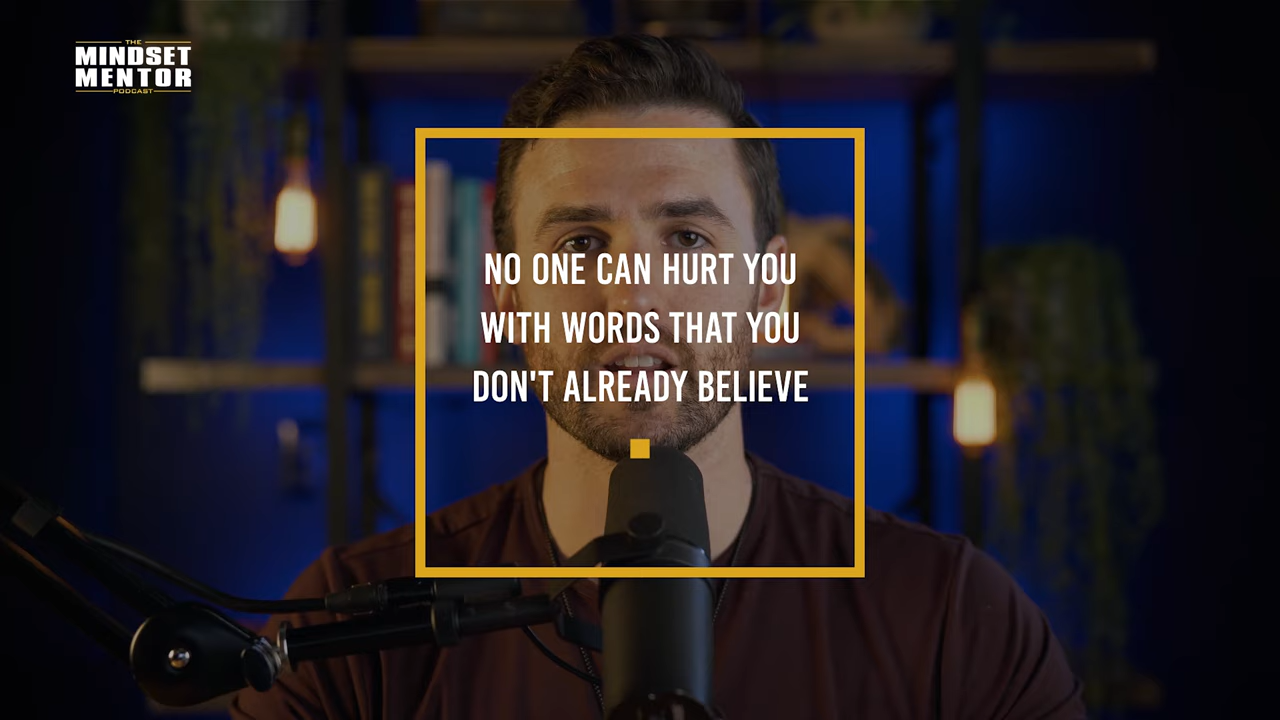 THE
MINDSET
MENTOR
PODCAST
NO ONE CAN HURT YOU
WITH WORDS THAT YOU
DON'T ALREADY BELIEVE